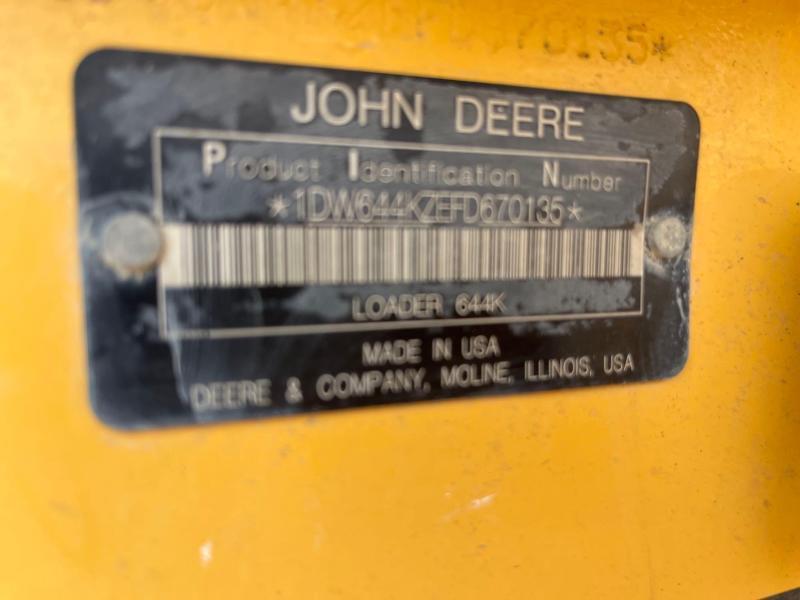 JOHN DEERE
Product Identification Number
*1DW644KZEFD670135*
LOADER 644K
MADE IN USA
DEERE & COMPANY, MOLINE, ILLINOIS, USA